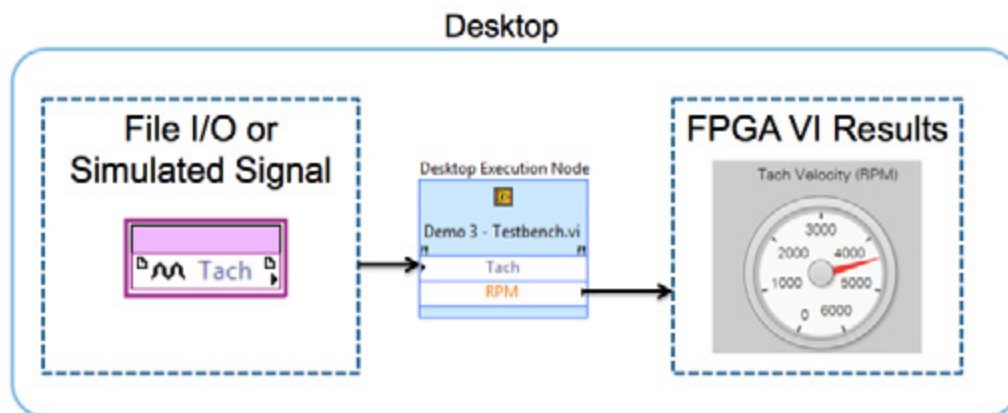 Desktop
File I/O or
Simulated Signal
Tach
Desktop Execution Node
Demo 3 - Testbench.vi
Tach
RPM
FPGA VI Results
Tach Velocity (RPM)
3000
2000
4000
1000
5000
0
6000